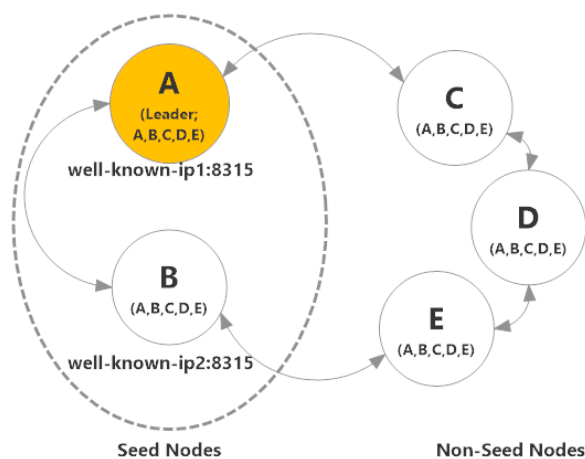 A
(Leader;
A,B,C,D,E)
well-known-ip1:8315
B
(A,B,C,D,E)
well-known-ip2:8315
Seed Nodes
C
(A,B,C,D,E)
D
(A,B,C,D,E)
E
(A,B,C,D,E)
Non-Seed Nodes